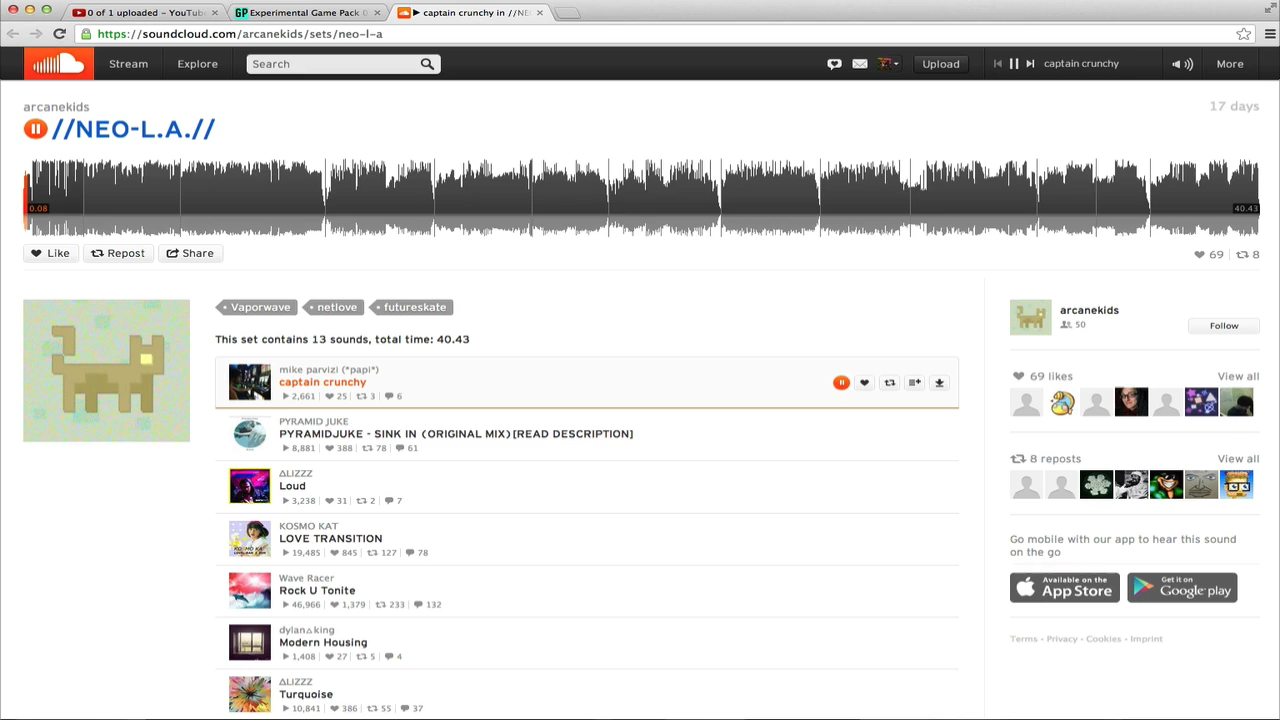 0 of 1 uploaded - YouTube
Experimental Game Pack 0
▶ captain crunchy in //NEO
https://soundcloud.com/arcanekids/sets/neo-l-a
Stream
Explore
Search
Upload
captain crunchy
More
arcanekids
17 days
//NEO-L.A.//
0.08
40.43
Like
Repost
Share
69
8
Vaporwave
netlove
futureskate
This set contains 13 sounds, total time: 40.43
mike parvizi (*papi*)
captain crunchy
2,661 25 3 6
PYRAMID JUKE
PYRAMIDJUKE - SINK IN (ORIGINAL MIX)[READ DESCRIPTION]
8,881 388 78 61
ΔLIZZZ
Loud
3,238 31 2 7
KOSMO KAT
LOVE TRANSITION
19,485 845 127 78
Wave Racer
Rock U Tonite
46,966 1,379 233 132
dylan△king
Modern Housing
1,408 27 5 4
ΔLIZZZ
Turquoise
10,841 386 55 37
arcanekids
50
Follow
69 likes
View all
8 reposts
View all
Go mobile with our app to hear this sound
on the go
Available on the
App Store
Get it on
Google play
Terms - Privacy - Cookies - Imprint